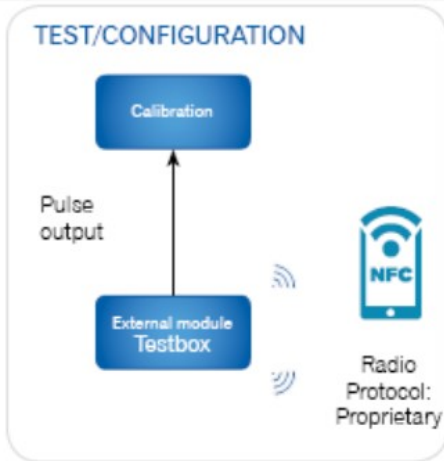 TEST/CONFIGURATION
Calibration
Pulse
output
NFC
External module
Testbox
Radio
Protocol:
Proprietary